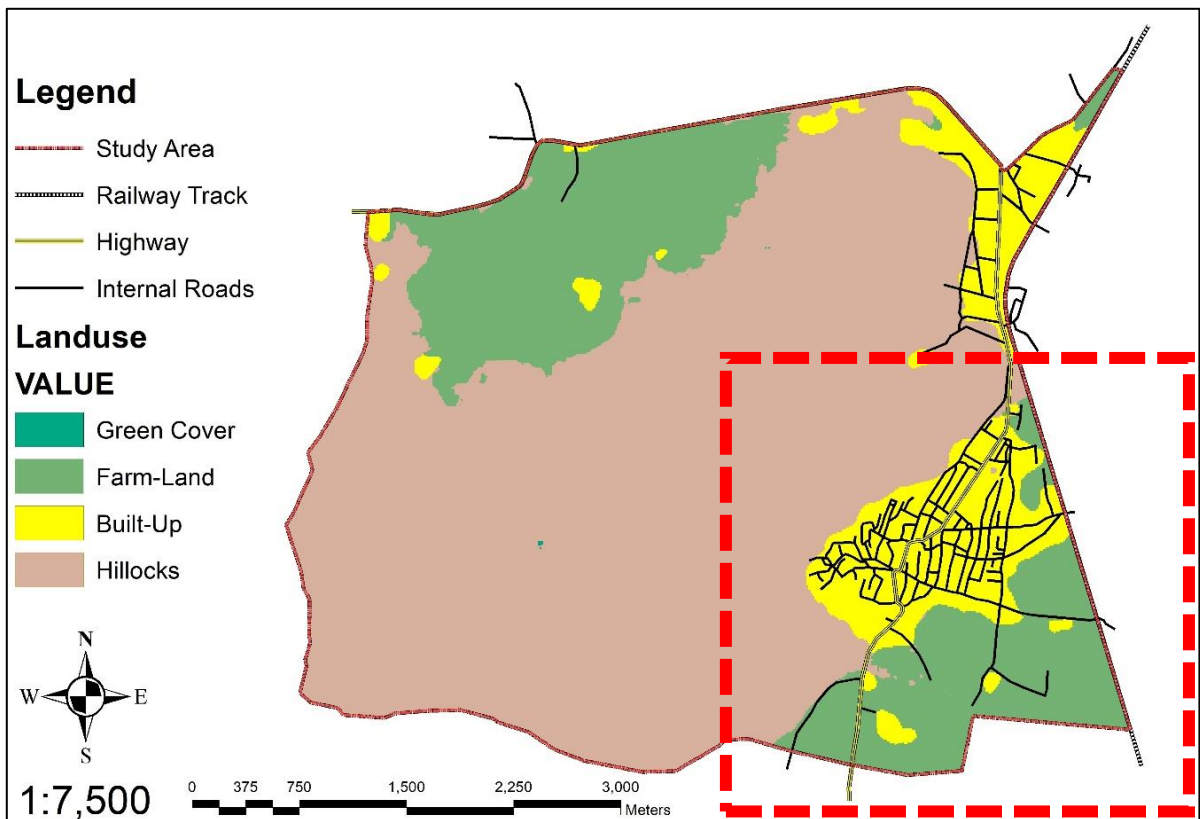 Legend
Study Area
Railway Track
Highway
Internal Roads
Landuse
VALUE
Green Cover
Farm-Land
Built-Up
Hillocks
N
W E
S
1:7,500
0 375 750 1,500 2,250 3,000
Meters